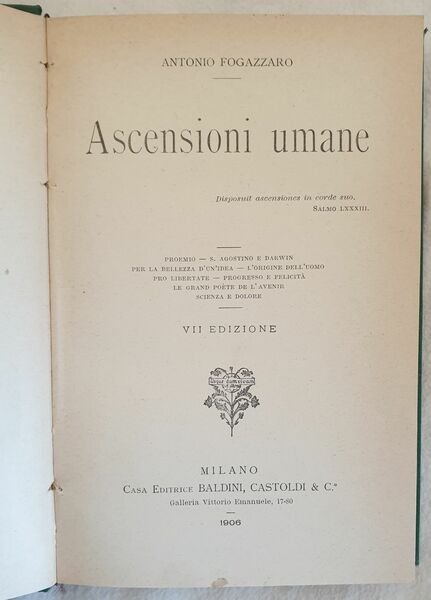 ANTONIO FOGAZZARO
Ascensioni umane
Disposuit ascensiones in corde suo.
SALMO LXXXIII.
PROEMIO — S. AGOSTINO E DARWIN
PER LA BELLEZZA D'UN'IDEA — L'ORIGINE DELL'UOMO
PRO LIBERTATE — PROGRESSO E FELICITÀ
LE GRAND POÈTE DE L'AVENIR
SCIENZA E DOLORE
VII EDIZIONE
MILANO
CASA EDITRICE BALDINI, CASTOLDI & C.º
Galleria Vittorio Emanuele, 17-80
1906